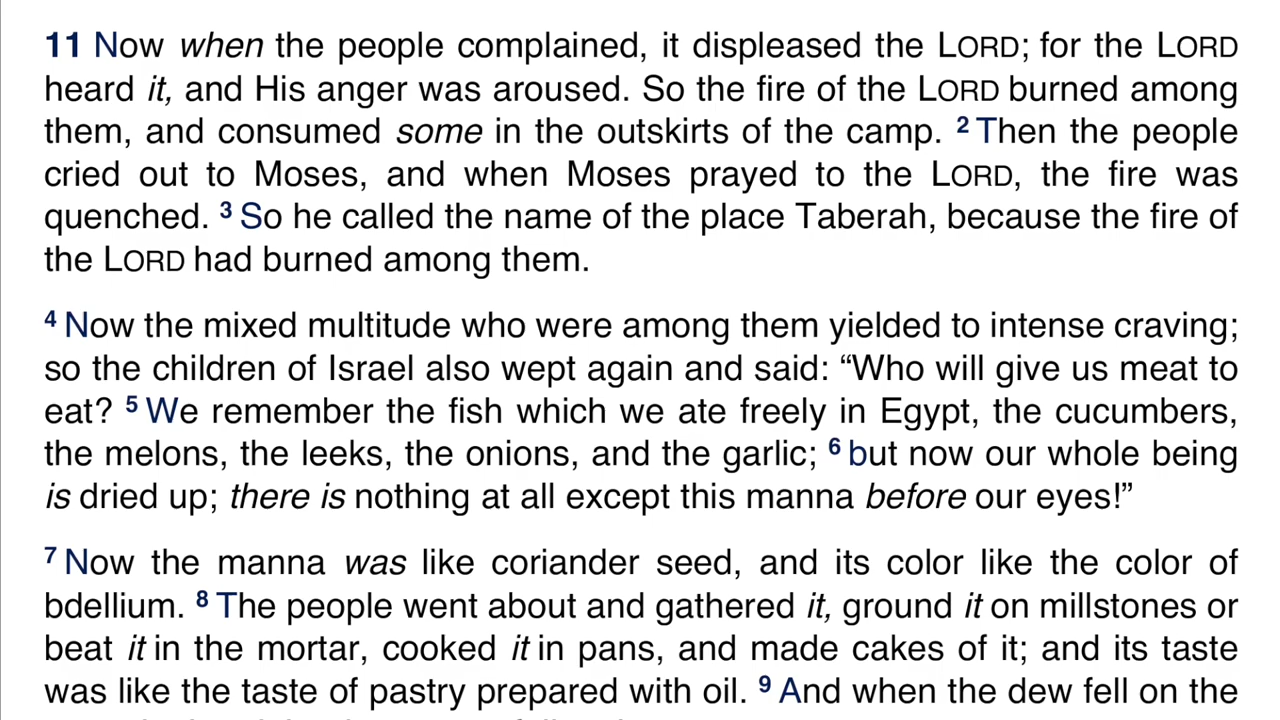 11 Now when the people complained, it displeased the LORD; for the LORD
heard it, and His anger was aroused. So the fire of the LORD burned among
them, and consumed some in the outskirts of the camp. 2 Then the people
cried out to Moses, and when Moses prayed to the LORD, the fire was
quenched. 3 So he called the name of the place Taberah, because the fire of
the LORD had burned among them.
4 Now the mixed multitude who were among them yielded to intense craving;
so the children of Israel also wept again and said: “Who will give us meat to
eat? 5 We remember the fish which we ate freely in Egypt, the cucumbers,
the melons, the leeks, the onions, and the garlic; 6 but now our whole being
is dried up; there is nothing at all except this manna before our eyes!”
7 Now the manna was like coriander seed, and its color like the color of
bdellium. 8 The people went about and gathered it, ground it on millstones or
beat it in the mortar, cooked it in pans, and made cakes of it; and its taste
was like the taste of pastry prepared with oil. 9 And when the dew fell on the